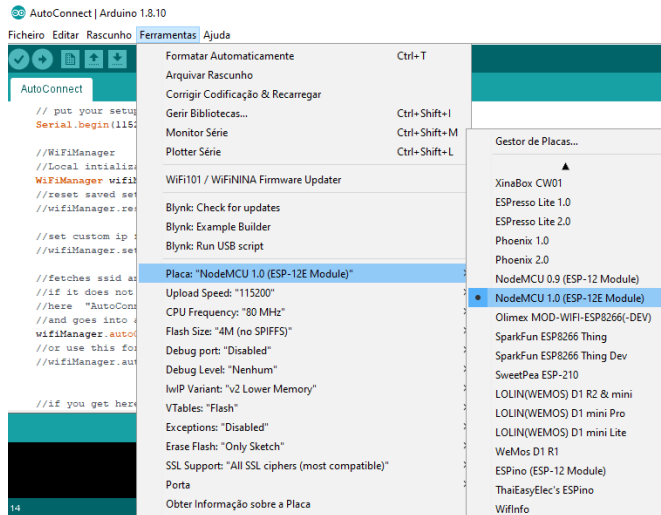 AutoConnect | Arduino 1.8.10
Ficheiro Editar Rascunho Ferramentas Ajuda
AutoConnect
// put your setup
Serial.begin(1152
//WiFiManager
//Local intializa
WiFiManager wifiM
//reset saved set
//wifiManager.res
//set custom ip
//wifiManager.set
//fetches ssid an
//if it does not
//here "AutoConn
//and goes into a
wifiManager.autoC
//or use this for
//wifiManager.aut
//if you get here
14
Formatar Automaticamente Ctrl+T
Arquivar Rascunho
Corrigir Codificação & Recarregar
Gerir Bibliotecas... Ctrl+Shift+I
Monitor Série Ctrl+Shift+M
Plotter Série Ctrl+Shift+L
WiFi101 / WiFiNINA Firmware Updater
Blynk: Check for updates
Blynk: Example Builder
Blynk: Run USB script
Placa: "NodeMCU 1.0 (ESP-12E Module)"
Upload Speed: "115200"
CPU Frequency: "80 MHz"
Flash Size: "4M (no SPIFFS)"
Debug port: "Disabled"
Debug Level: "Nenhum"
IwIP Variant: "v2 Lower Memory"
VTables: "Flash"
Exceptions: "Disabled"
Erase Flash: "Only Sketch"
SSL Support: "All SSL ciphers (most compatible)"
Porta
Obter Informação sobre a Placa
Gestor de Placas...
XinaBox CW01
ESPresso Lite 1.0
ESPresso Lite 2.0
Phoenix 1.0
Phoenix 2.0
NodeMCU 0.9 (ESP-12 Module)
NodeMCU 1.0 (ESP-12E Module)
Olimex MOD-WIFI-ESP8266(-DEV)
SparkFun ESP8266 Thing
SparkFun ESP8266 Thing Dev
SweetPea ESP-210
LOLIN(WEMOS) D1 R2 & mini
LOLIN(WEMOS) D1 mini Pro
LOLIN(WEMOS) D1 mini Lite
WeMos D1 R1
ESPino (ESP-12 Module)
ThaiEasyElec's ESPino
WifInfo